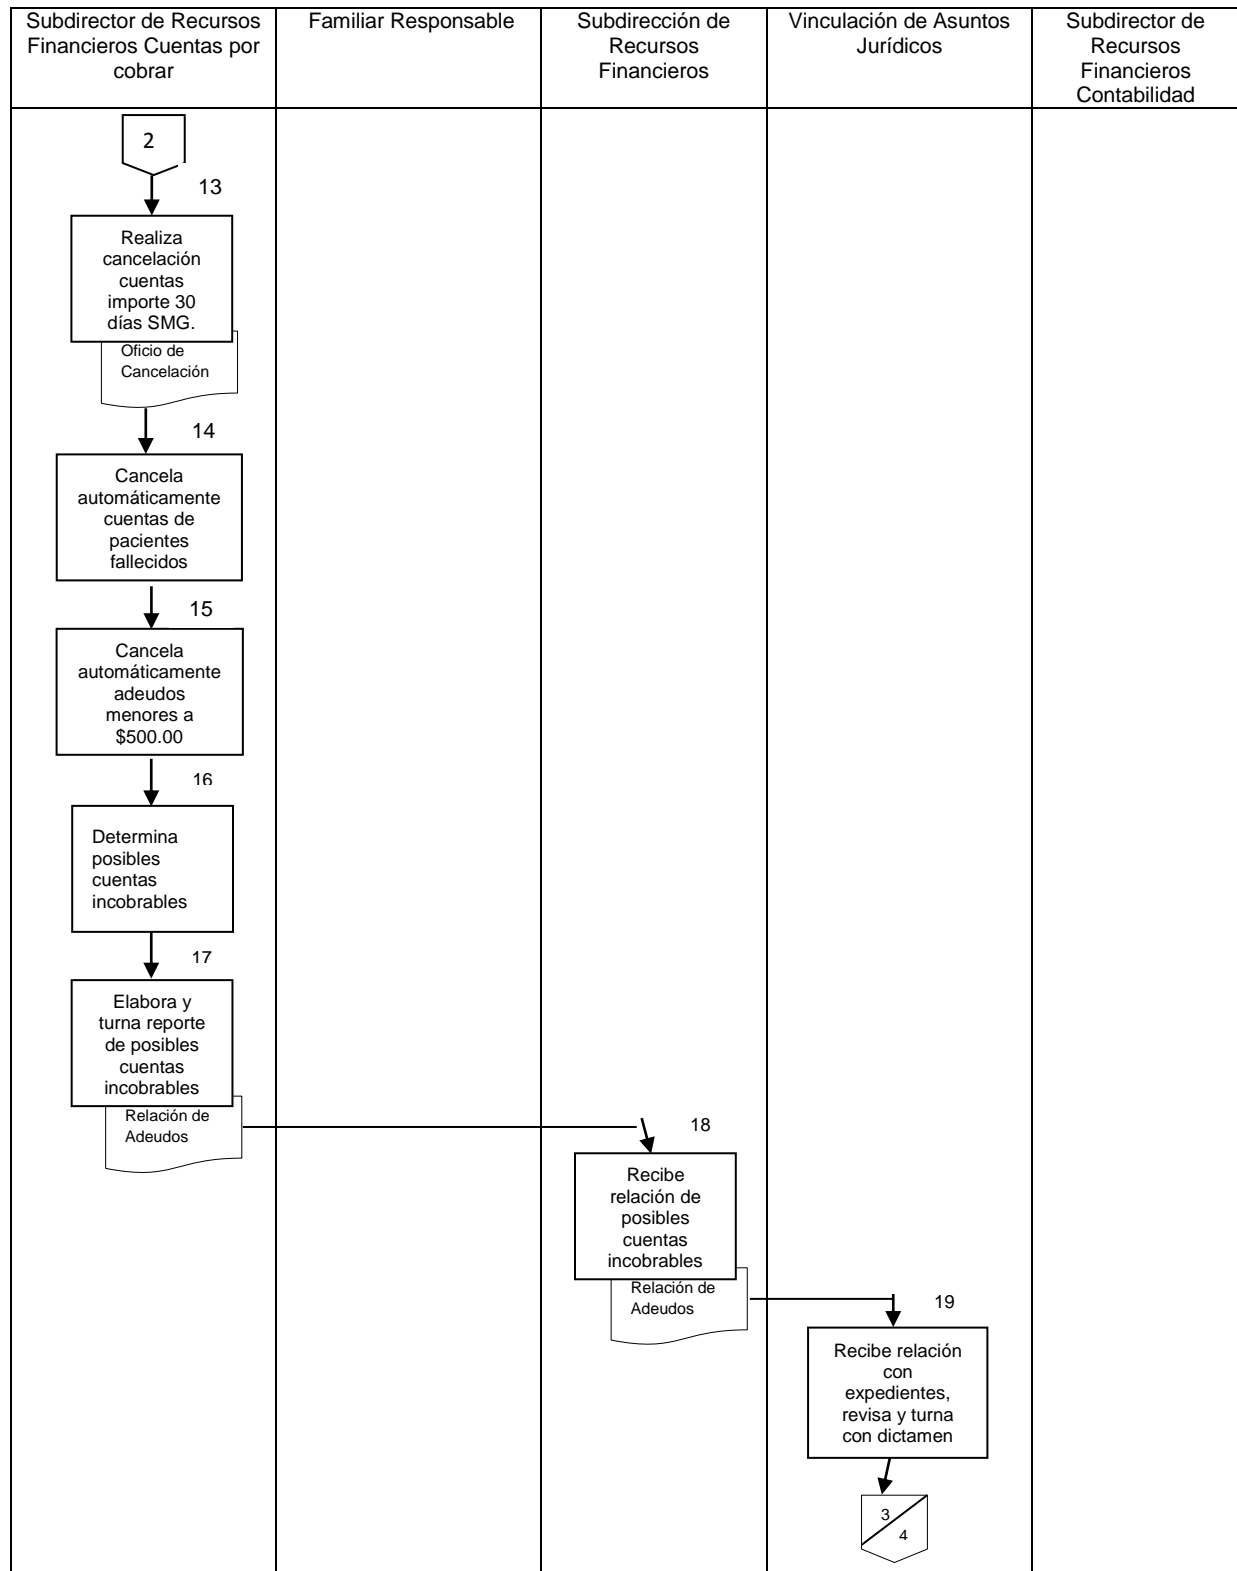 Subdirector de Recursos
Financieros Cuentas por
cobrar
Familiar Responsable
Subdirección de
Recursos
Financieros
Vinculación de Asuntos
Jurídicos
Subdirector de
Recursos
Financieros
Contabilidad
2
13
Realiza
cancelación
cuentas
importe 30
días SMG.
Oficio de
Cancelación
14
Cancela
automáticamente
cuentas de
pacientes
fallecidos
15
Cancela
automáticamente
adeudos
menores a
$500.00
16
Determina
posibles
cuentas
incobrables
17
Elabora y
turna reporte
de posibles
cuentas
incobrables
Relación de
Adeudos
18
Recibe
relación de
posibles
cuentas
incobrables
Relación de
Adeudos
19
Recibe relación
con
expedientes,
revisa y turna
con dictamen
3
4